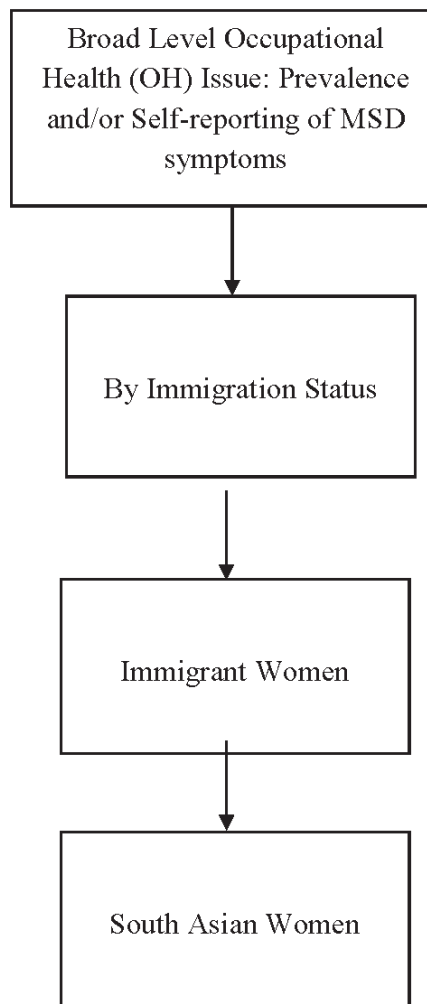 Broad Level Occupational
Health (OH) Issue: Prevalence
and/or Self-reporting of MSD
symptoms
By Immigration Status
Immigrant Women
South Asian Women